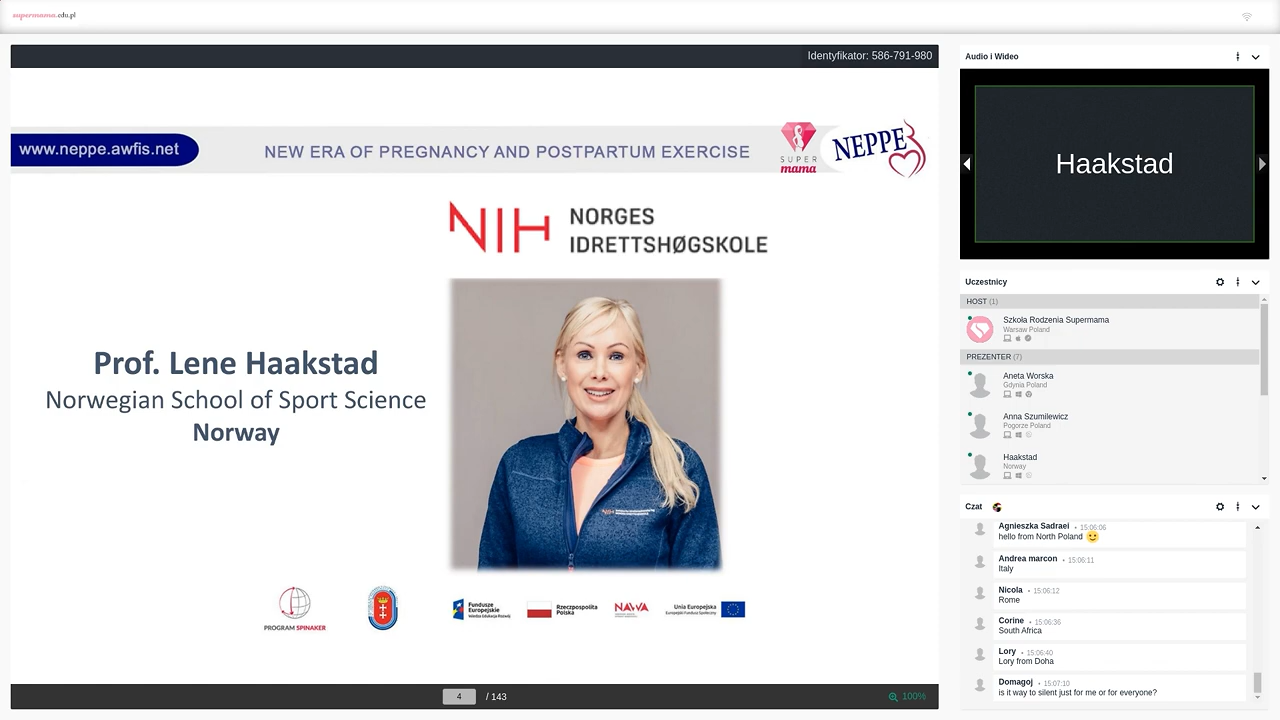 supermama.edu.pl
Identyfikator: 586-791-980
www.neppe.awfis.net
NEW ERA OF PREGNANCY AND POSTPARTUM EXERCISE
SUPER
mama
NEPPE
NIH
NORGES
IDRETTSHØGSKOLE
Prof. Lene Haakstad
Norwegian School of Sport Science
Norway
PROGRAM SPINAKER
Fundusze
Europejskie
Wiedza Edukacja Rozwój
Rzeczpospolita
Polska
NAWA
Unia Europejska
Europejski Fundusz Społeczny
4 / 143
100%
Audio i Wideo
Haakstad
Uczestnicy
HOST (1)
Szkoła Rodzenia Supermama
Warsaw Poland
PREZENTER (7)
Aneta Worska
Gdynia Poland
Anna Szumilewicz
Pogorze Poland
Haakstad
Norway
Czat
Agnieszka Sadraei • 15:06:06
hello from North Poland 🙂
Andrea marcon • 15:06:11
Italy
Nicola • 15:06:12
Rome
Corine • 15:06:36
South Africa
Lory • 15:06:40
Lory from Doha
Domagoj • 15:07:10
is it way to silent just for me or for everyone?